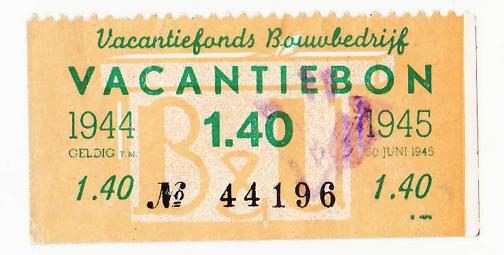 Vacantiefonds Bouwbedrijf
VACANTIEBON
1944 1.40 1945
GELDIG T.M. 30 JUNI 1945
1.40 № 44196 1.40